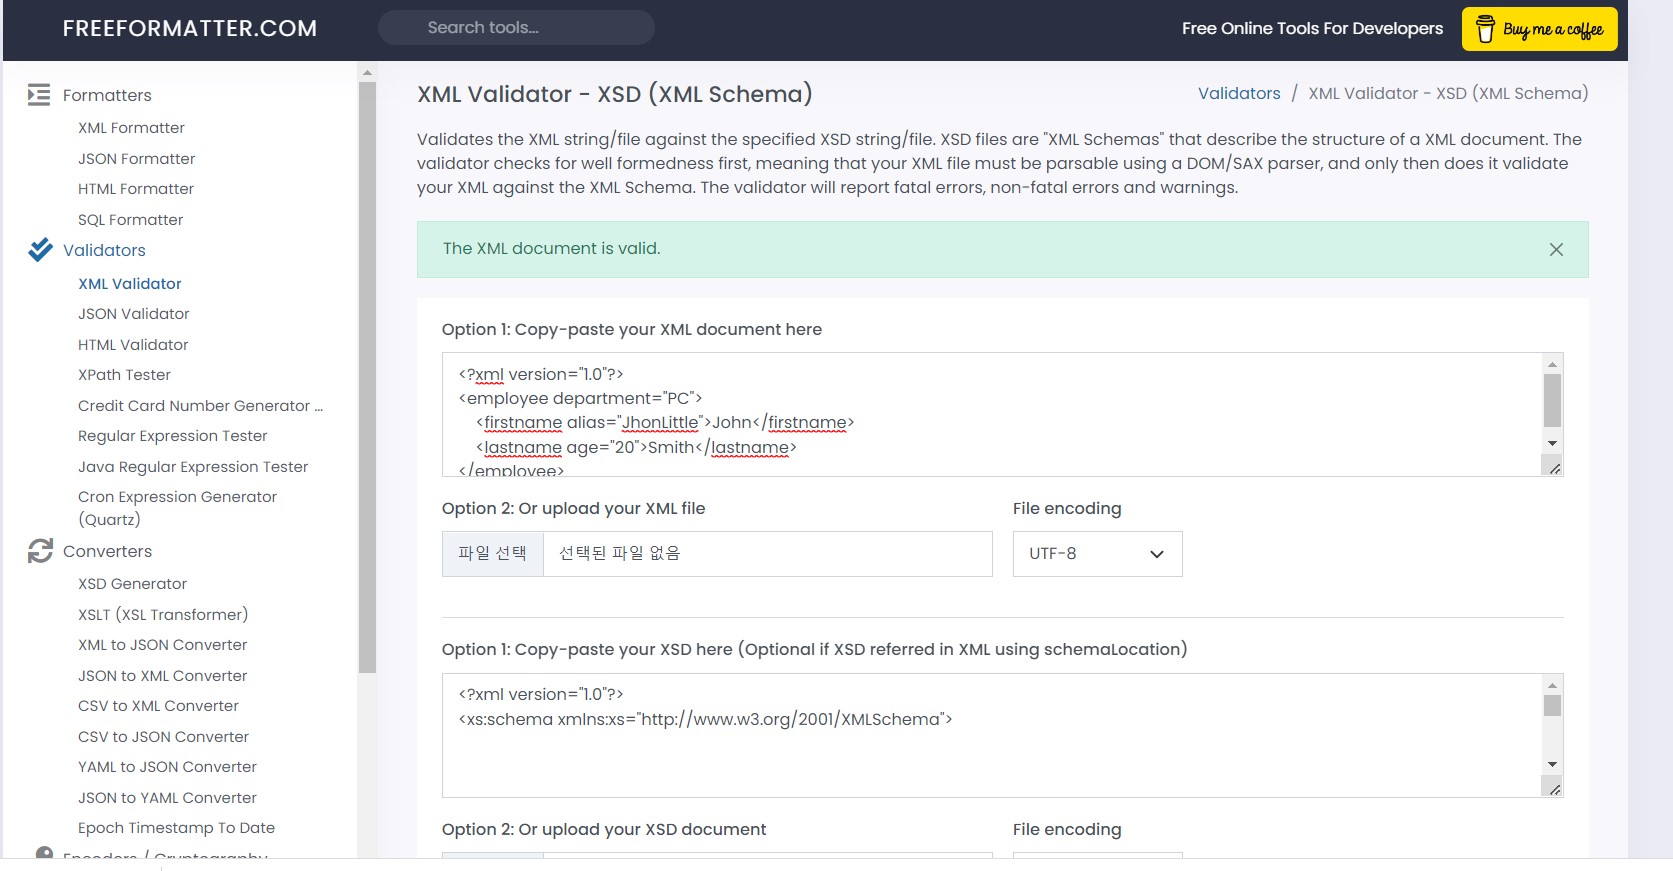 FREEFORMATTER.COM
Search tools...
Free Online Tools For Developers
Buy me a coffee
Formatters
XML Formatter
JSON Formatter
HTML Formatter
SQL Formatter
Validators
XML Validator
JSON Validator
HTML Validator
XPath Tester
Credit Card Number Generator ...
Regular Expression Tester
Java Regular Expression Tester
Cron Expression Generator
(Quartz)
Converters
XSD Generator
XSLT (XSL Transformer)
XML to JSON Converter
JSON to XML Converter
CSV to XML Converter
CSV to JSON Converter
YAML to JSON Converter
JSON to YAML Converter
Epoch Timestamp To Date
Encoders / Cryptography
XML Validator - XSD (XML Schema)
Validators / XML Validator - XSD (XML Schema)
Validates the XML string/file against the specified XSD string/file. XSD files are "XML Schemas" that describe the structure of a XML document. The
validator checks for well formedness first, meaning that your XML file must be parsable using a DOM/SAX parser, and only then does it validate
your XML against the XML Schema. The validator will report fatal errors, non-fatal errors and warnings.
The XML document is valid.
Option 1: Copy-paste your XML document here
<?xml version="1.0"?>
<employee department="PC">
<firstname alias="JhonLittle">John</firstname>
<lastname age="20">Smith</lastname>
</employee>
Option 2: Or upload your XML file
File encoding
파일 선택
선택된 파일 없음
UTF-8
Option 1: Copy-paste your XSD here (Optional if XSD referred in XML using schemaLocation)
<?xml version="1.0"?>
<xs:schema xmlns:xs="http://www.w3.org/2001/XMLSchema">
Option 2: Or upload your XSD document
File encoding